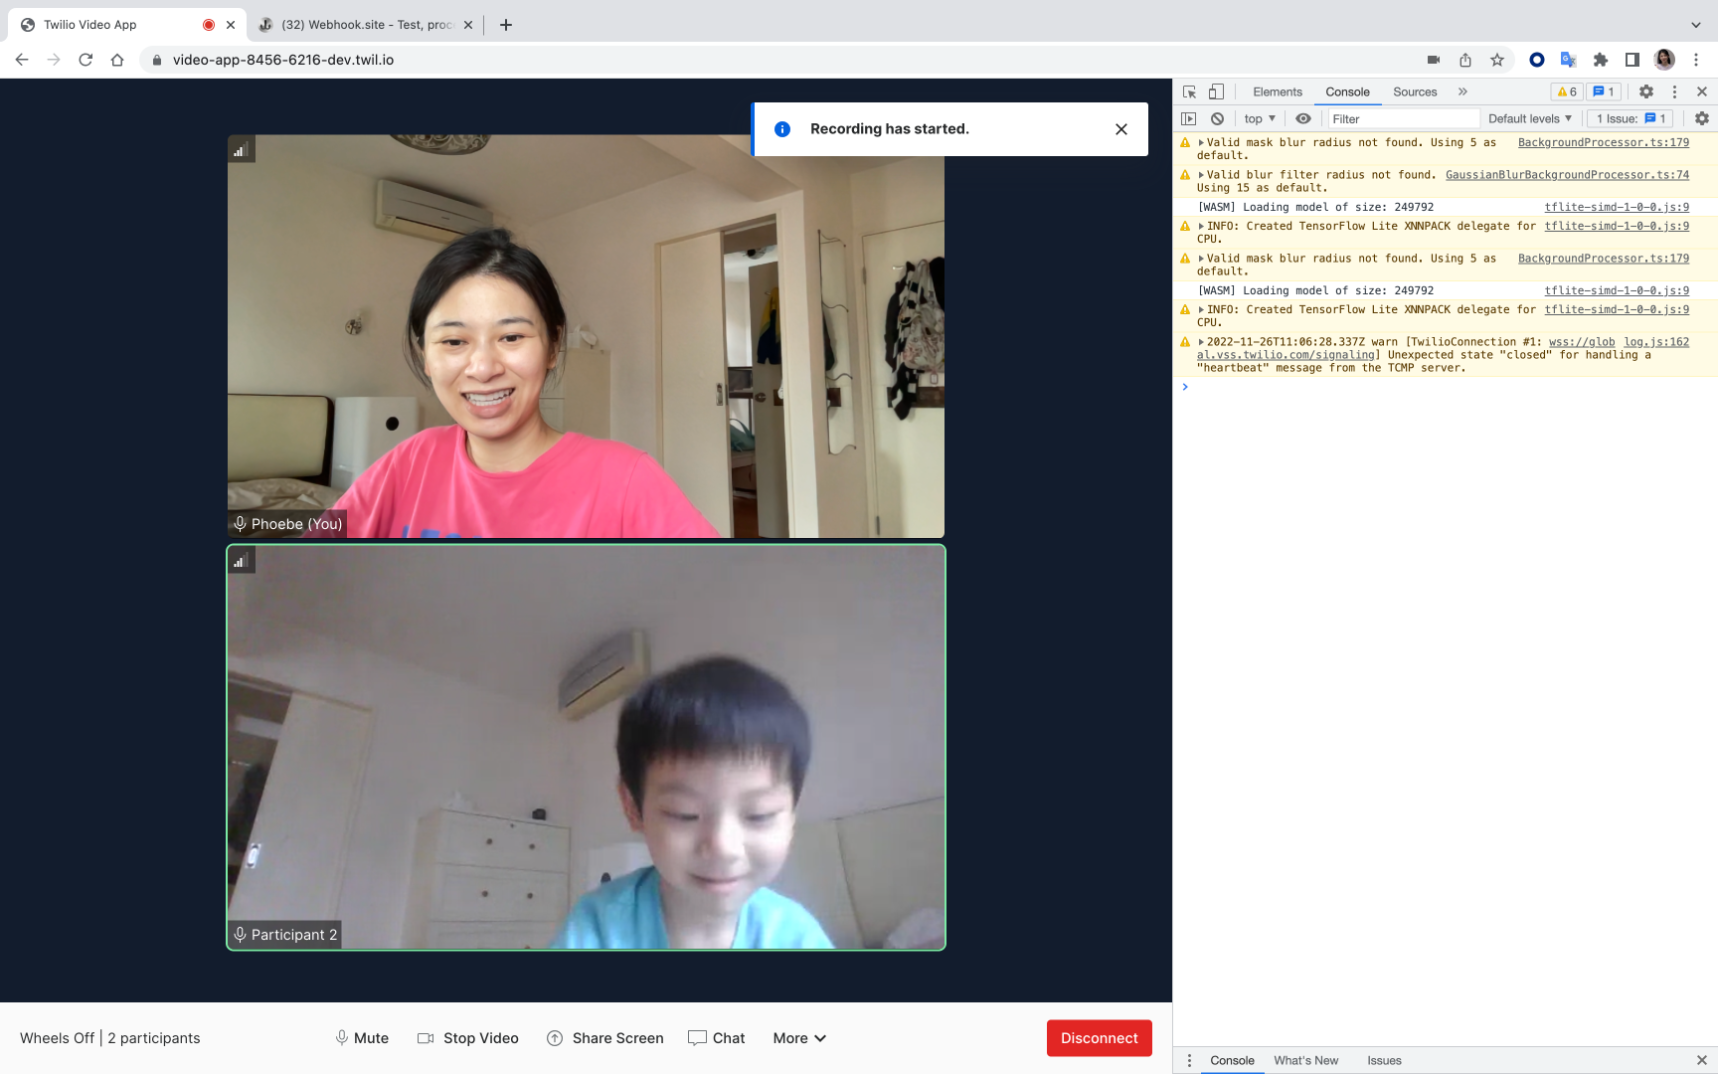 Twilio Video App
(32) Webhook.site - Test, proc
video-app-8456-6216-dev.twil.io
Recording has started.
Phoebe (You)
Participant 2
Wheels Off | 2 participants
Mute
Stop Video
Share Screen
Chat
More
Disconnect
Elements
Console
Sources
6
1
top
Filter
Default levels
1 Issue: 1
Valid mask blur radius not found. Using 5 as BackgroundProcessor.ts:179
default.
Valid blur filter radius not found. GaussianBlurBackgroundProcessor.ts:74
Using 15 as default.
[WASM] Loading model of size: 249792 tflite-simd-1-0-0.js:9
INFO: Created TensorFlow Lite XNNPACK delegate for tflite-simd-1-0-0.js:9
CPU.
Valid mask blur radius not found. Using 5 as BackgroundProcessor.ts:179
default.
[WASM] Loading model of size: 249792 tflite-simd-1-0-0.js:9
INFO: Created TensorFlow Lite XNNPACK delegate for tflite-simd-1-0-0.js:9
CPU.
2022-11-26T11:06:28.337Z warn [TwilioConnection #1: wss://glob log.js:162
al.vss.twilio.com/signaling] Unexpected state "closed" for handling a
"heartbeat" message from the TCMP server.
Console
What's New
Issues